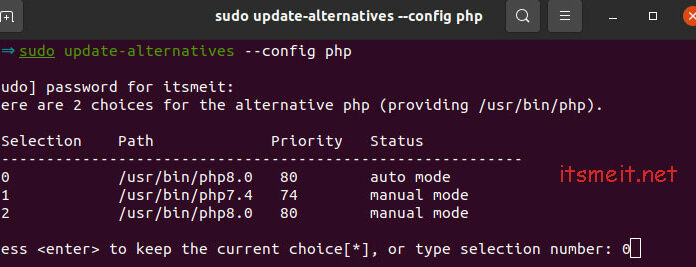 sudo update-alternatives --config php
⇒ sudo update-alternatives --config php
udo] password for itsmeit:
ere are 2 choices for the alternative php (providing /usr/bin/php).
Selection Path Priority Status
------------------------------------------------------------
0 /usr/bin/php8.0 80 auto mode
1 /usr/bin/php7.4 74 manual mode
2 /usr/bin/php8.0 80 manual mode
itsmeit.net
ess <enter> to keep the current choice[*], or type selection number: 0